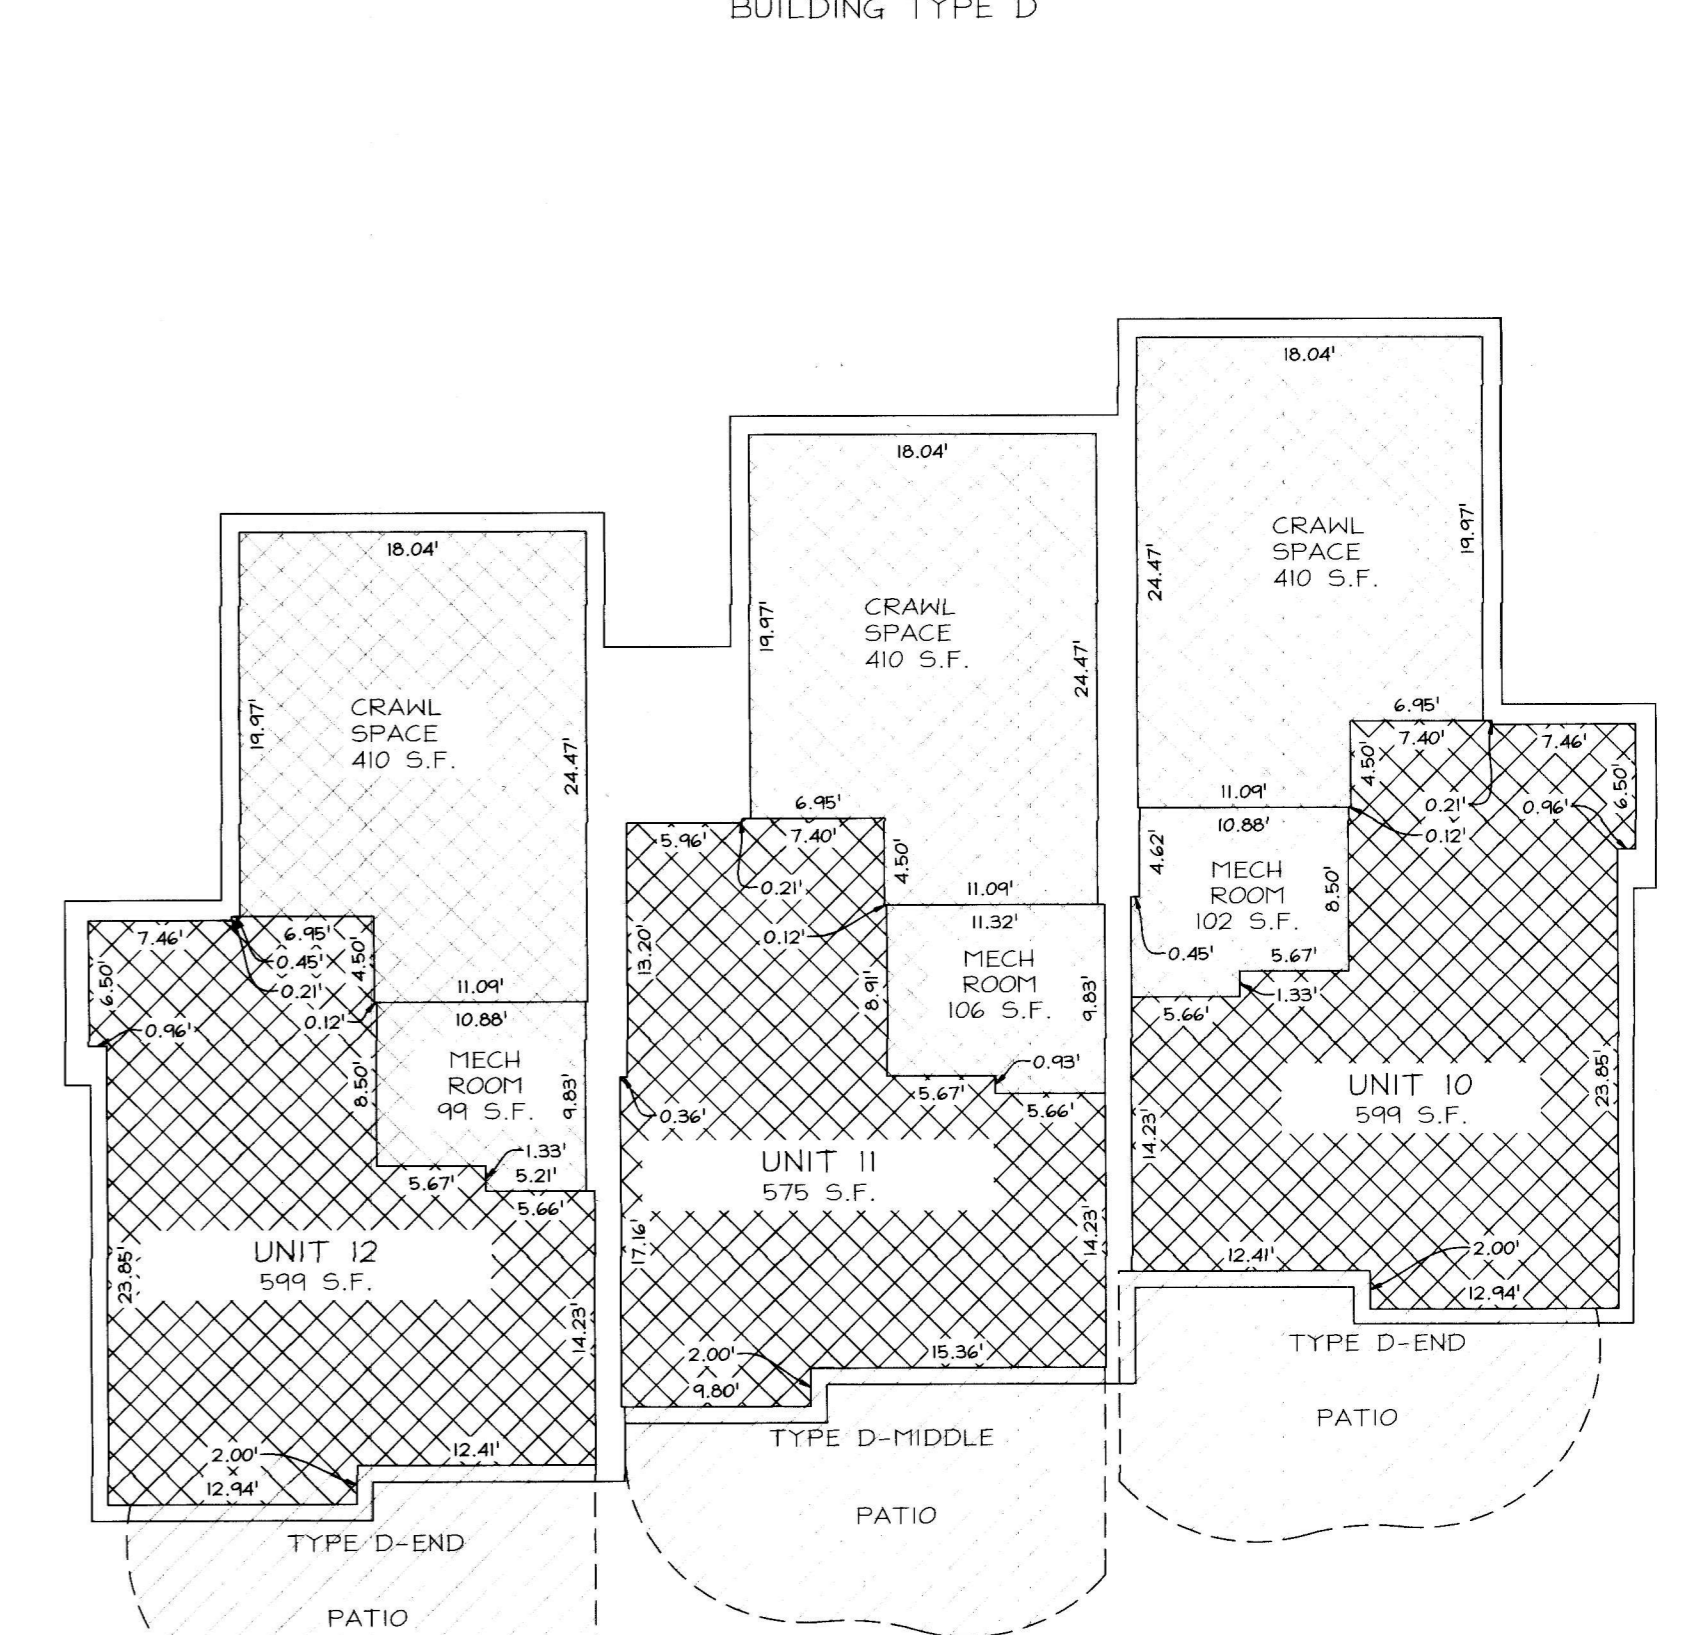 BUILDING TYPE D
18.04'
CRAWL
SPACE
410 S.F.
19.97'
24.47'
7.46'
6.95'
0.45'
0.21'
4.50'
6.50'
0.96'
0.12'
11.09'
10.88'
MECH
ROOM
99 S.F.
8.50'
9.83'
1.33'
5.67'
5.21'
5.66'
UNIT 12
599 S.F.
23.85'
14.23'
2.00'
12.41'
12.94'
TYPE D-END
PATIO
18.04'
CRAWL
SPACE
410 S.F.
19.97'
24.47'
6.95'
5.96'
7.40'
0.21'
4.50'
13.20'
0.12'
11.09'
11.32'
MECH
ROOM
106 S.F.
8.91'
9.83'
0.93'
5.67'
5.66'
0.36'
UNIT 11
575 S.F.
17.16'
14.23'
2.00'
15.36'
9.80'
TYPE D-MIDDLE
PATIO
18.04'
CRAWL
SPACE
410 S.F.
24.47'
19.97'
6.95'
7.40'
7.46'
4.50'
6.50'
0.21'
0.96'
11.09'
10.88'
0.12'
4.62'
MECH
ROOM
102 S.F.
8.50'
0.45'
5.67'
1.33'
5.66'
UNIT 10
599 S.F.
23.85'
14.23'
12.41'
2.00'
12.94'
TYPE D-END
PATIO